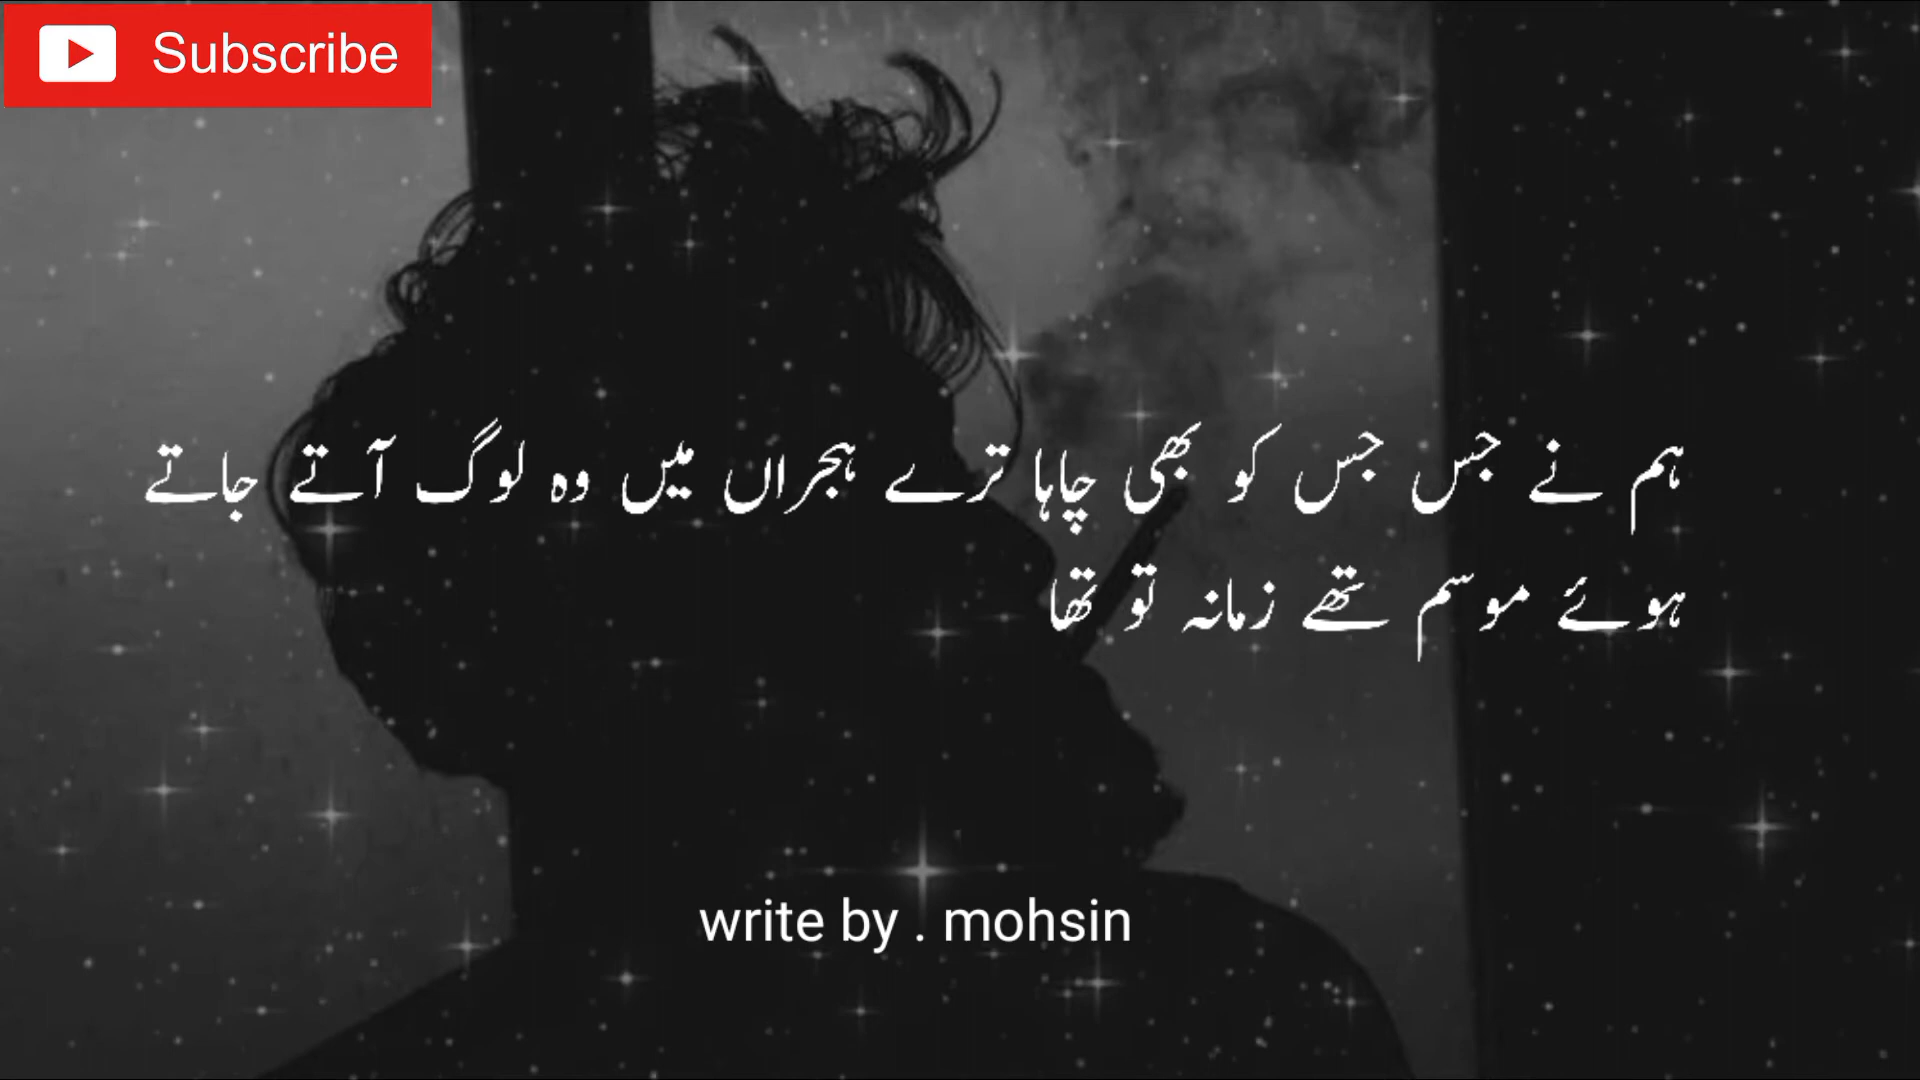 Subscribe
ہم نے جس جس کو بھی چاہا ترے ہجراں میں وہ لوگ آتے جاتے
ہوئے موسم تھے زمانہ تو تھا
write by . mohsin